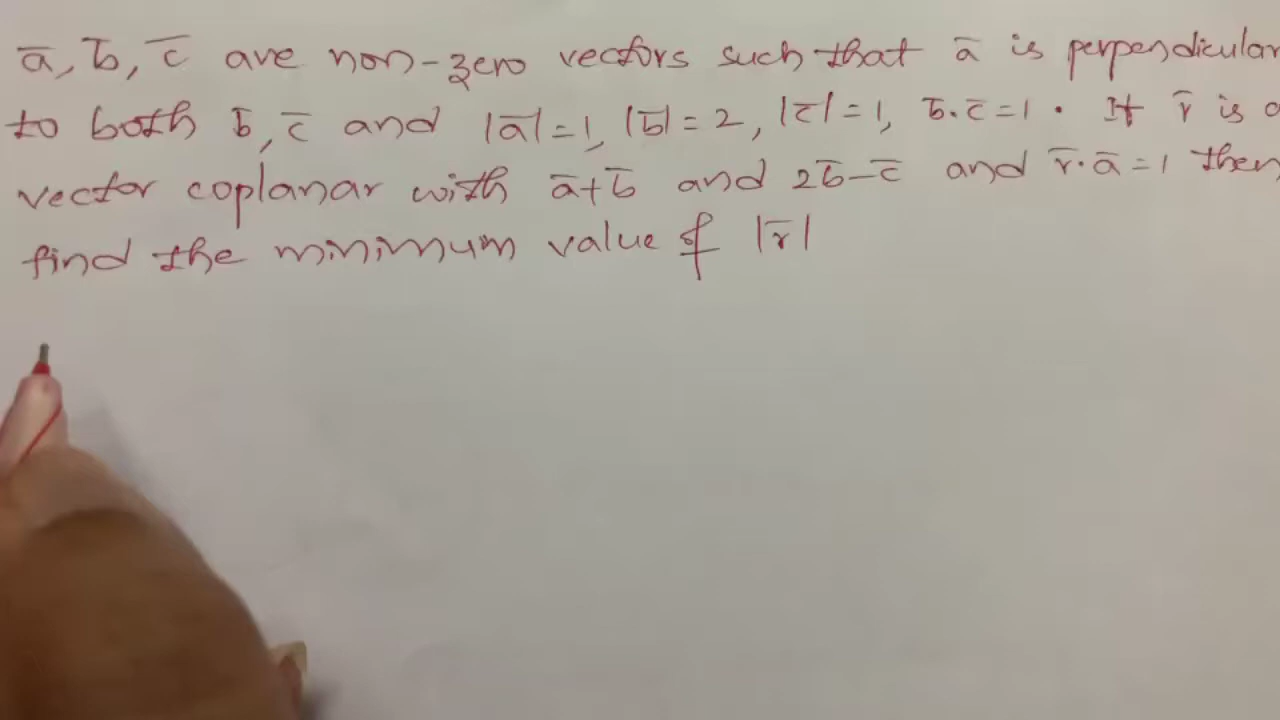 a̅, b̅, c̅ are non-zero vectors such that a̅ is perpendicular
to both b̅, c̅ and |a̅|=1, |b̅|=2, |c̅|=1, b̅.c̅=1. If r̅ is a
vector coplanar with a̅+b̅ and 2b̅-c̅ and r̅.a̅=1 then
find the minimum value of |r̅|